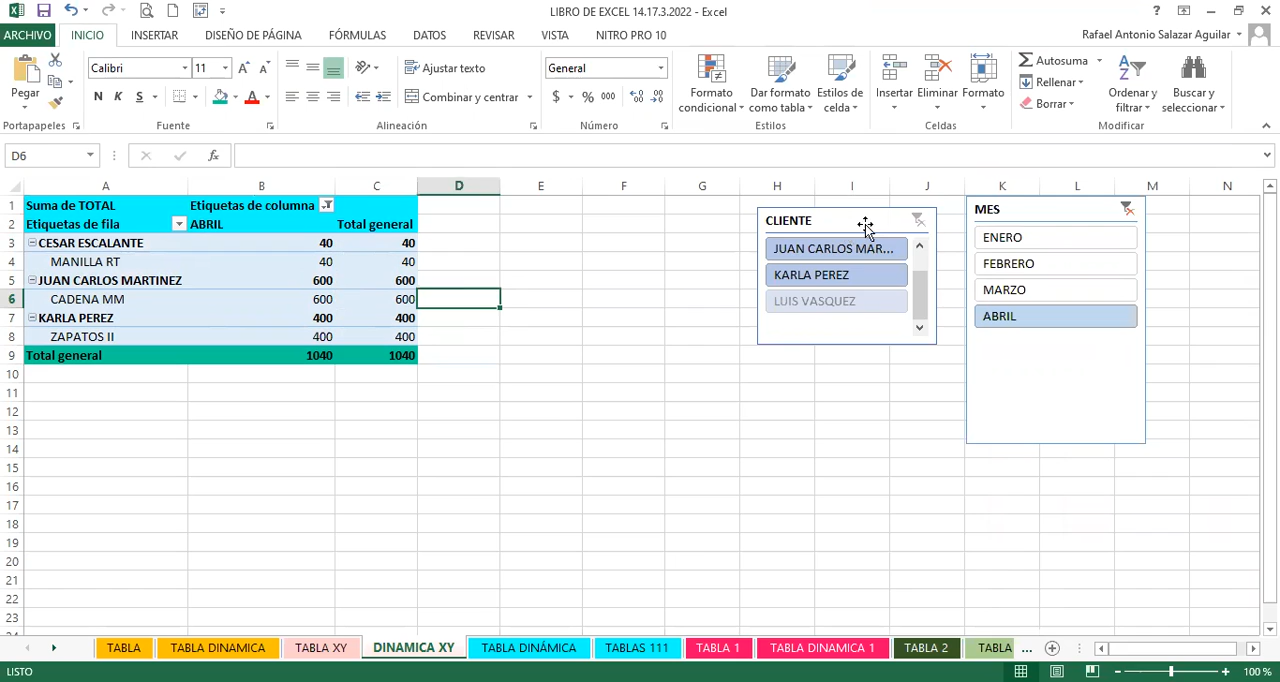 LIBRO DE EXCEL 14.17.3.2022 - Excel
ARCHIVO INICIO INSERTAR DISEÑO DE PÁGINA FÓRMULAS DATOS REVISAR VISTA NITRO PRO 10 Rafael Antonio Salazar Aguilar
Pegar
Calibri 11
N K S
Ajustar texto
Combinar y centrar
General
$ % 000
Formato condicional
Dar formato como tabla
Estilos de celda
Insertar Eliminar Formato
Autosuma
Rellenar
Borrar
Ordenar y filtrar
Buscar y seleccionar
Portapapeles Fuente Alineación Número Estilos Celdas Modificar
D6 fx
A B C D E F G H I J K L M N
1 Suma de TOTAL Etiquetas de columna
2 Etiquetas de fila ABRIL Total general
3 CESAR ESCALANTE 40 40
4 MANILLA RT 40 40
5 JUAN CARLOS MARTINEZ 600 600
6 CADENA MM 600 600
7 KARLA PEREZ 400 400
8 ZAPATOS II 400 400
9 Total general 1040 1040
10
11
12
13
14
15
16
17
18
19
20
21
22
23
CLIENTE
JUAN CARLOS MAR...
KARLA PEREZ
LUIS VASQUEZ
MES
ENERO
FEBRERO
MARZO
ABRIL
TABLA TABLA DINAMICA TABLA XY DINAMICA XY TABLA DINÁMICA TABLAS 111 TABLA 1 TABLA DINAMICA 1 TABLA 2 TABLA ...
LISTO 100 %